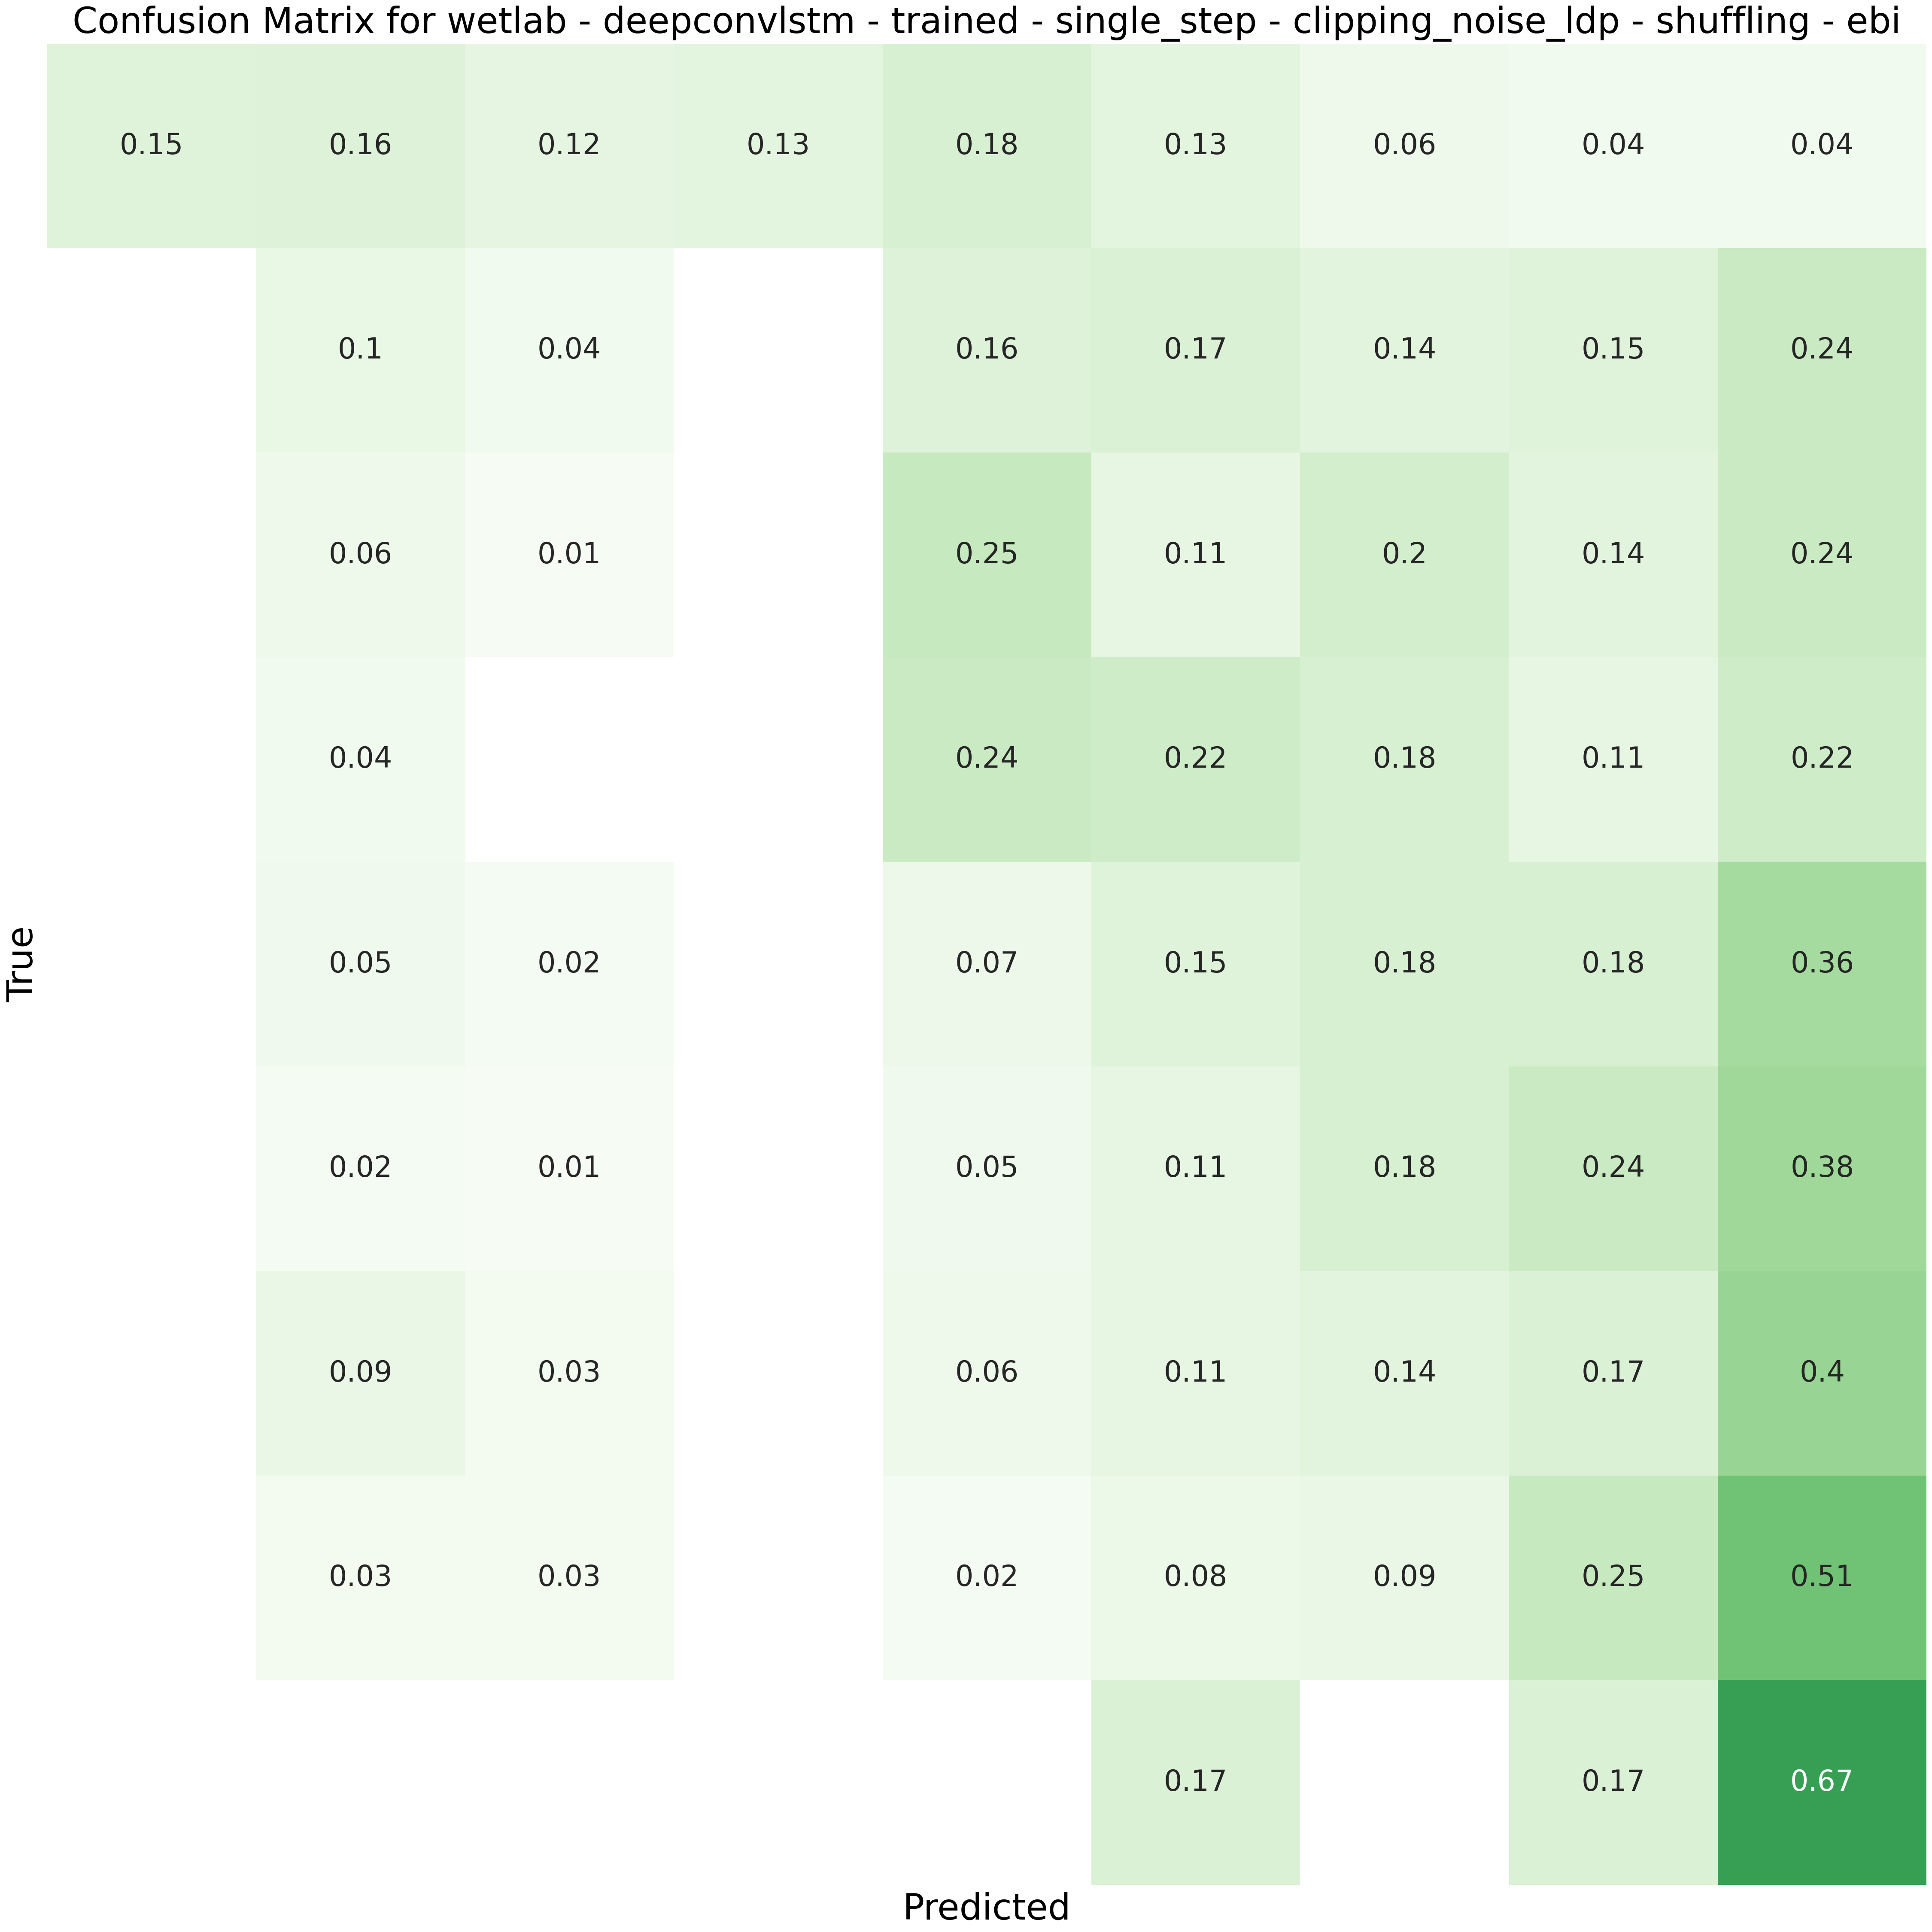 Confusion Matrix for wetlab - deepconvlstm - trained - single_step - clipping_noise_ldp - shuffling - ebi
0.15 0.16 0.12 0.13 0.18 0.13 0.06 0.04 0.04
0.1 0.04 0.16 0.17 0.14 0.15 0.24
0.06 0.01 0.25 0.11 0.2 0.14 0.24
0.04 0.24 0.22 0.18 0.11 0.22
0.05 0.02 0.07 0.15 0.18 0.18 0.36
True
0.02 0.01 0.05 0.11 0.18 0.24 0.38
0.09 0.03 0.06 0.11 0.14 0.17 0.4
0.03 0.03 0.02 0.08 0.09 0.25 0.51
0.17 0.17 0.67
Predicted